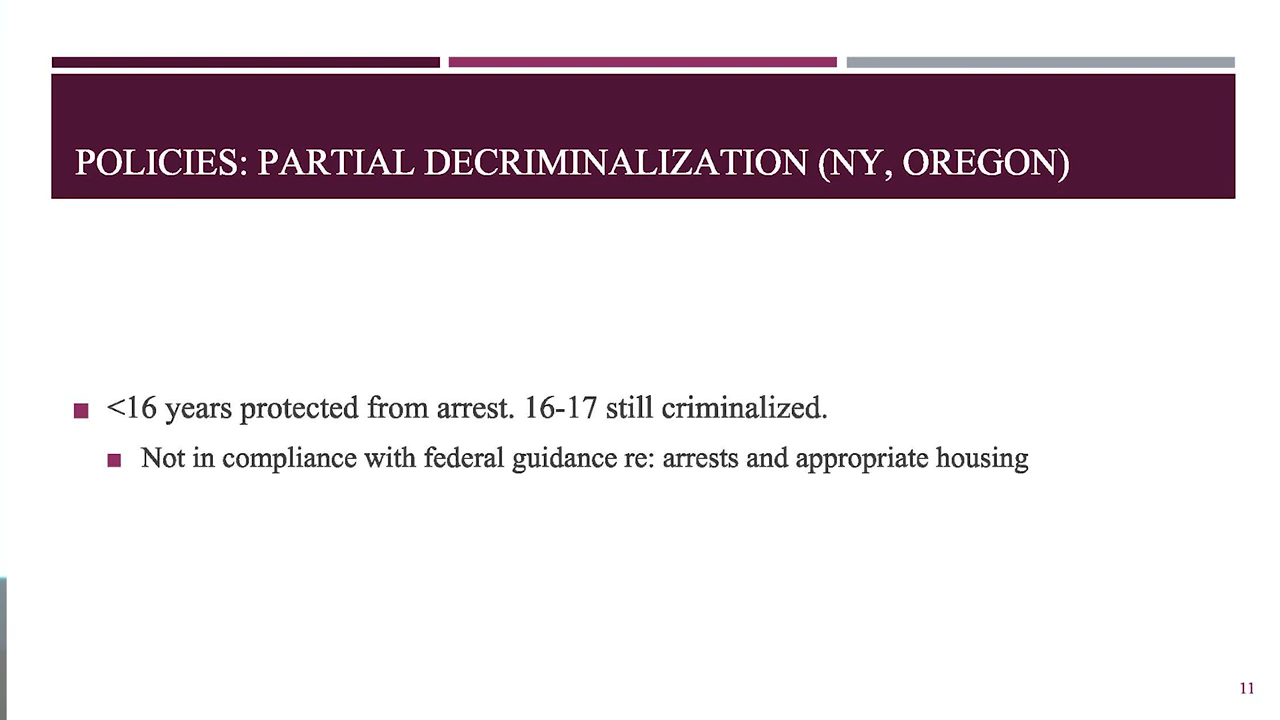 POLICIES: PARTIAL DECRIMINALIZATION (NY, OREGON)
<16 years protected from arrest. 16-17 still criminalized.
Not in compliance with federal guidance re: arrests and appropriate housing
11